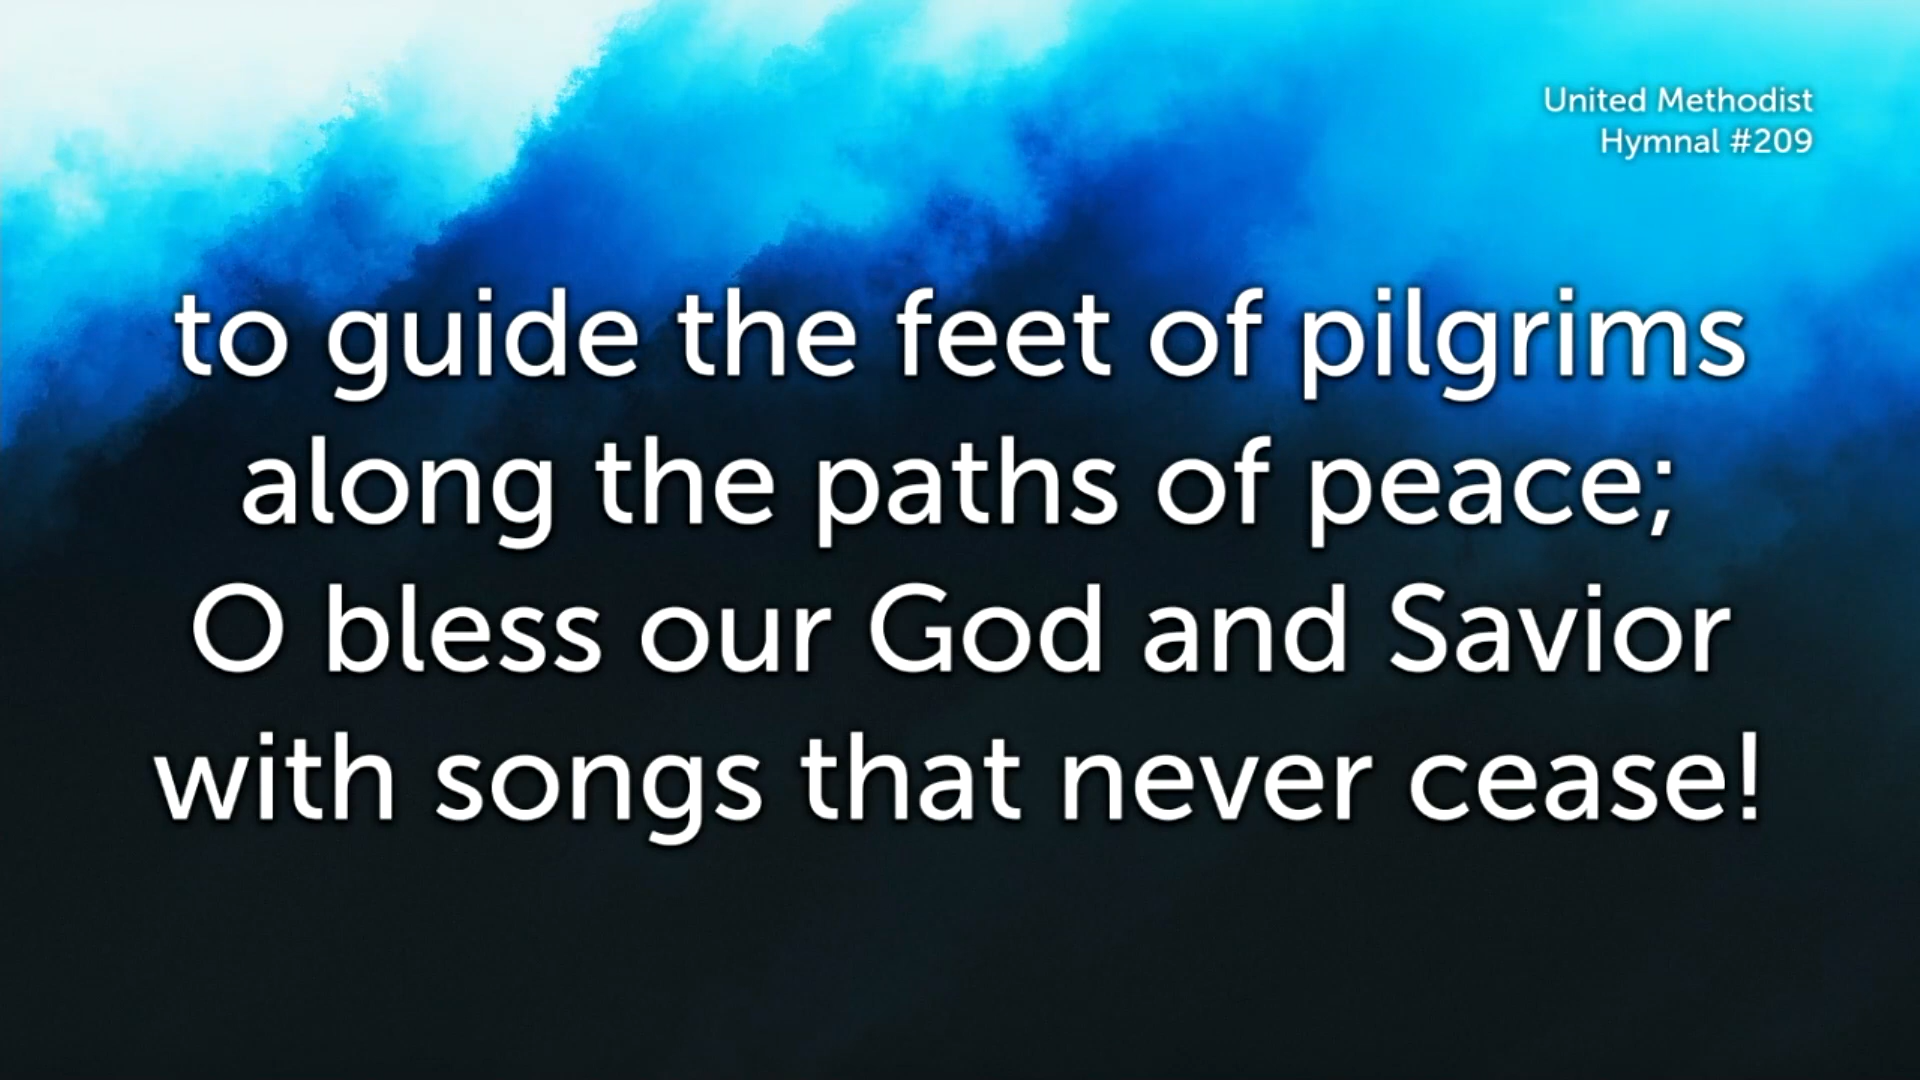 United Methodist
Hymnal #209
to guide the feet of pilgrims
along the paths of peace;
O bless our God and Savior
with songs that never cease!